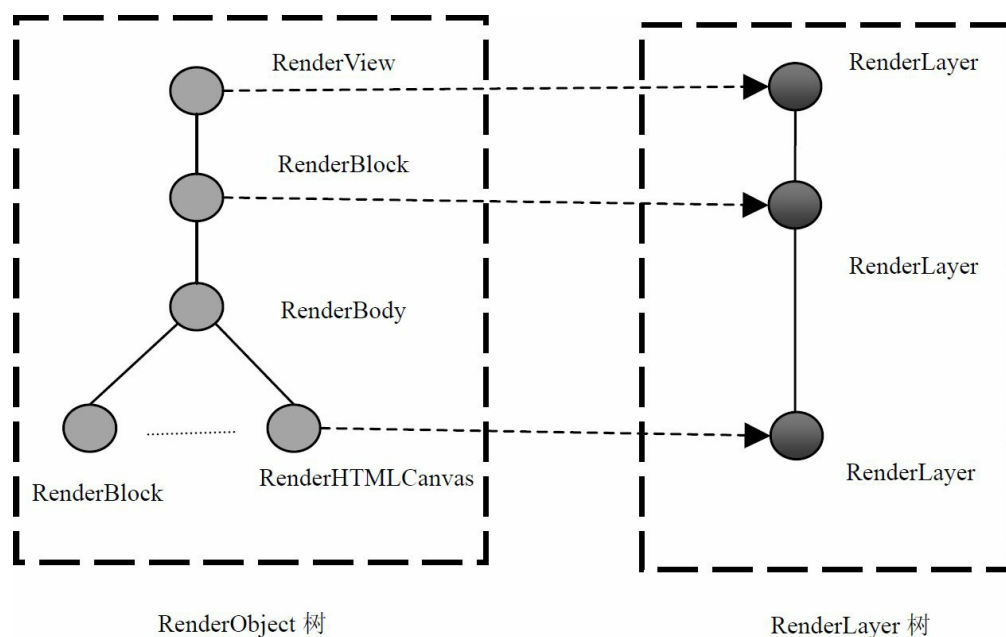 RenderView
RenderLayer
RenderBlock
RenderLayer
RenderBody
RenderHTMLCanvas
RenderBlock
RenderLayer
RenderObject 树
RenderLayer 树